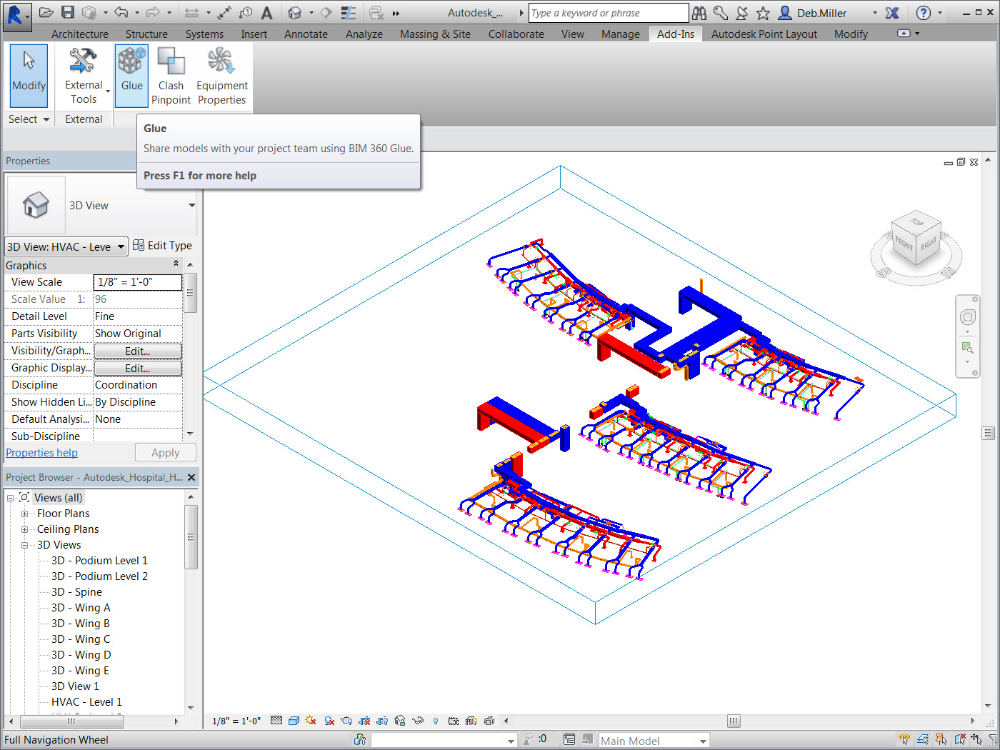 Autodesk_...
Type a keyword or phrase
Deb.Miller
Architecture Structure Systems Insert Annotate Analyze Massing & Site Collaborate View Manage Add-Ins Autodesk Point Layout Modify
Modify
External Tools
Glue
Clash Pinpoint
Equipment Properties
Select
External
Glue
Share models with your project team using BIM 360 Glue.
Press F1 for more help
Properties
3D View
3D View: HVAC - Leve
Edit Type
Graphics
View Scale 1/8" = 1'-0"
Scale Value 1: 96
Detail Level Fine
Parts Visibility Show Original
Visibility/Graph... Edit...
Graphic Display... Edit...
Discipline Coordination
Show Hidden Li... By Discipline
Default Analysi... None
Sub-Discipline
Properties help
Apply
Project Browser - Autodesk_Hospital_H...
Views (all)
Floor Plans
Ceiling Plans
3D Views
3D - Podium Level 1
3D - Podium Level 2
3D - Spine
3D - Wing A
3D - Wing B
3D - Wing C
3D - Wing D
3D - Wing E
3D View 1
HVAC - Level 1
TOP
FRONT
RIGHT
1/8" = 1'-0"
Full Navigation Wheel
:0
Main Model